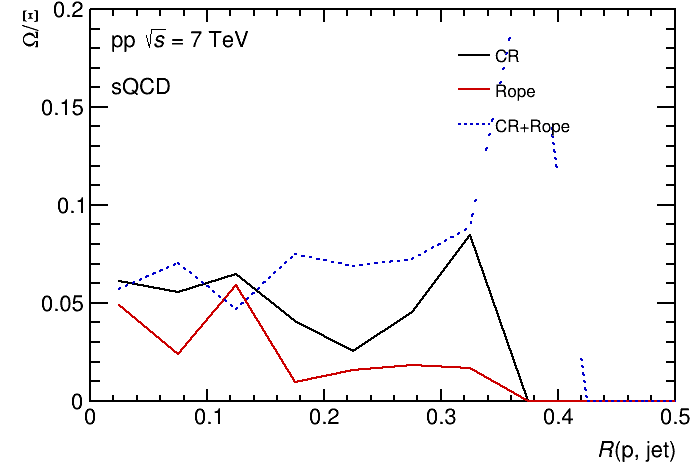 Ω/Ξ
0.2
0.15
0.1
0.05
0
pp √s = 7 TeV
sQCD
CR
Rope
CR+Rope
0 0.1 0.2 0.3 0.4 0.5
R(p, jet)